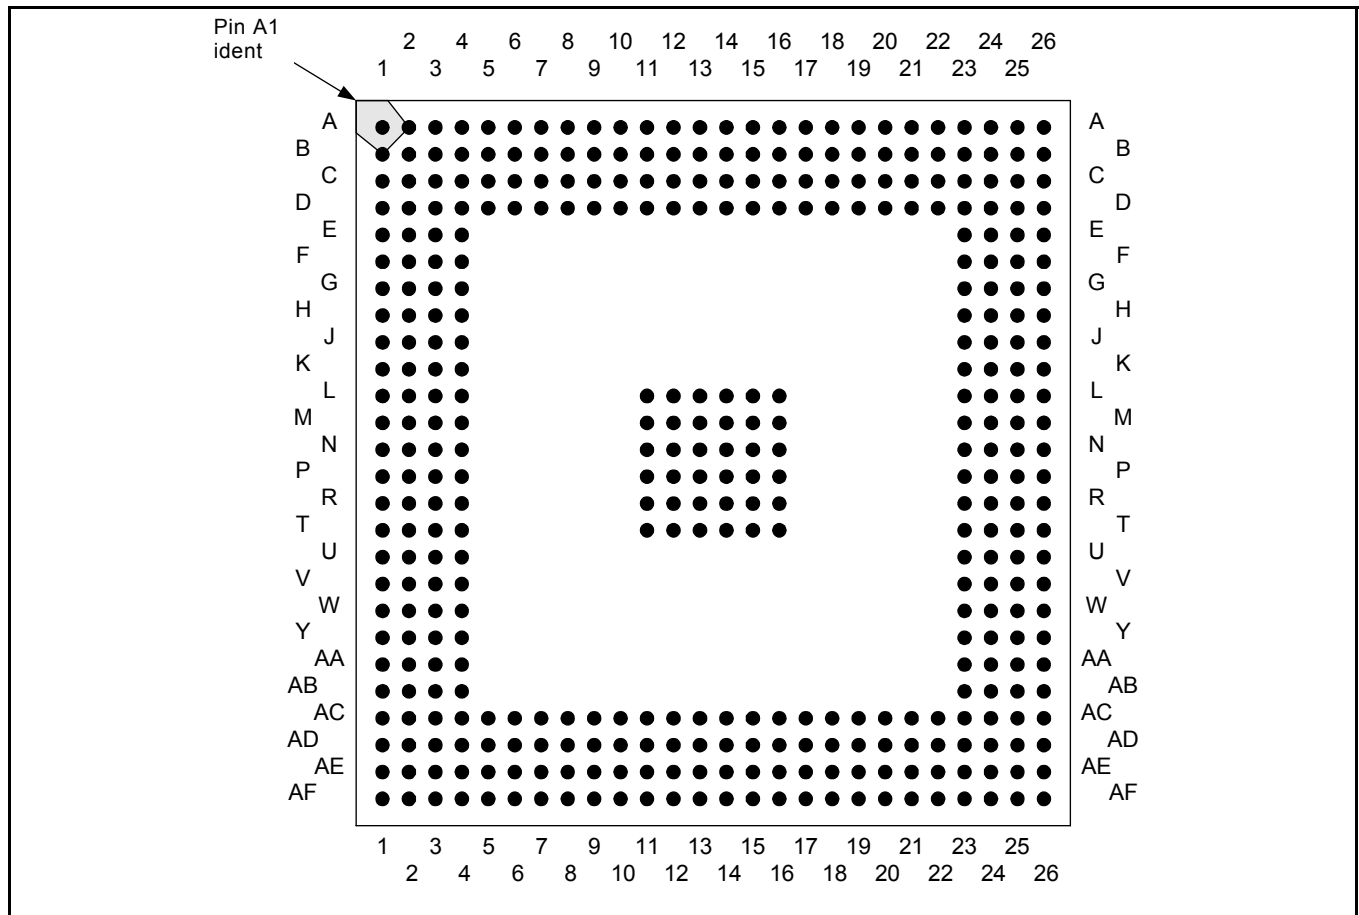 Pin A1
ident
2 4 6 8 10 12 14 16 18 20 22 24 26
1 3 5 7 9 11 13 15 17 19 21 23 25
A A
B B
C C
D D
E E
F F
G G
H H
J J
K K
L L
M M
N N
P P
R R
T T
U U
V V
W W
Y Y
AA AA
AB AB
AC AC
AD AD
AE AE
AF AF
1 3 5 7 9 11 13 15 17 19 21 23 25
2 4 6 8 10 12 14 16 18 20 22 24 26